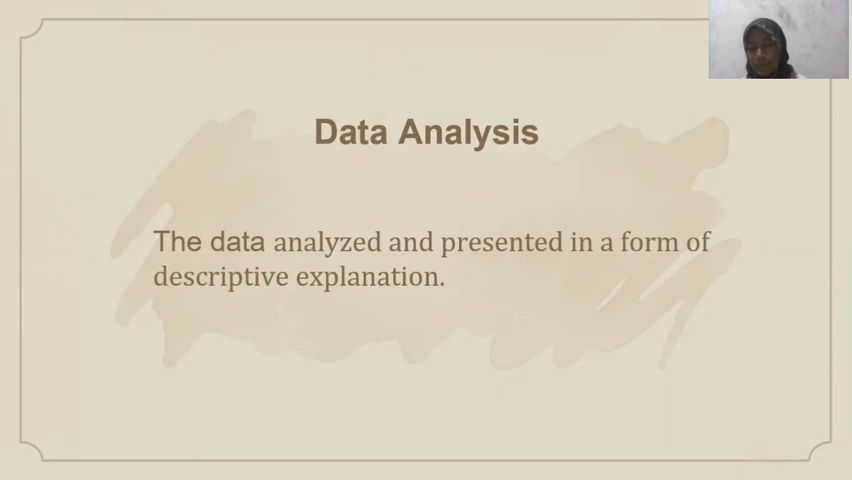 Data Analysis
The data analyzed and presented in a form of
descriptive explanation.